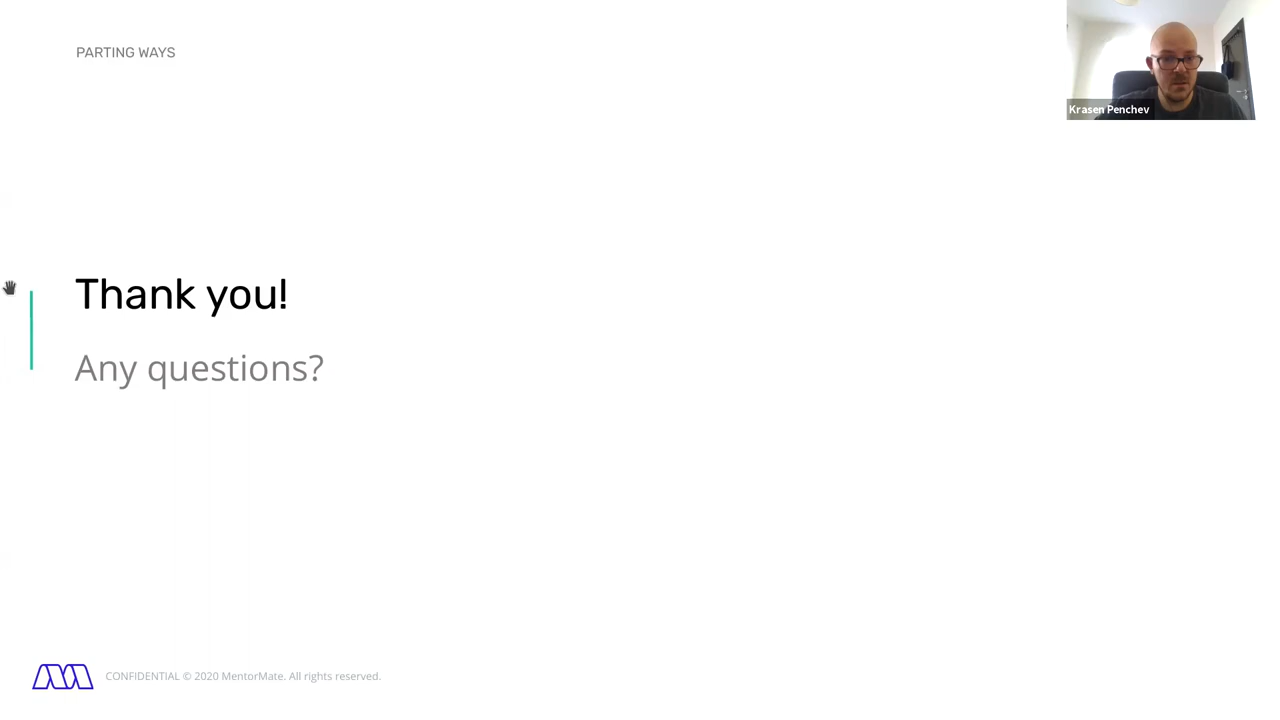 PARTING WAYS
Krasen Penchev
Thank you!
Any questions?
CONFIDENTIAL © 2020 MentorMate. All rights reserved.